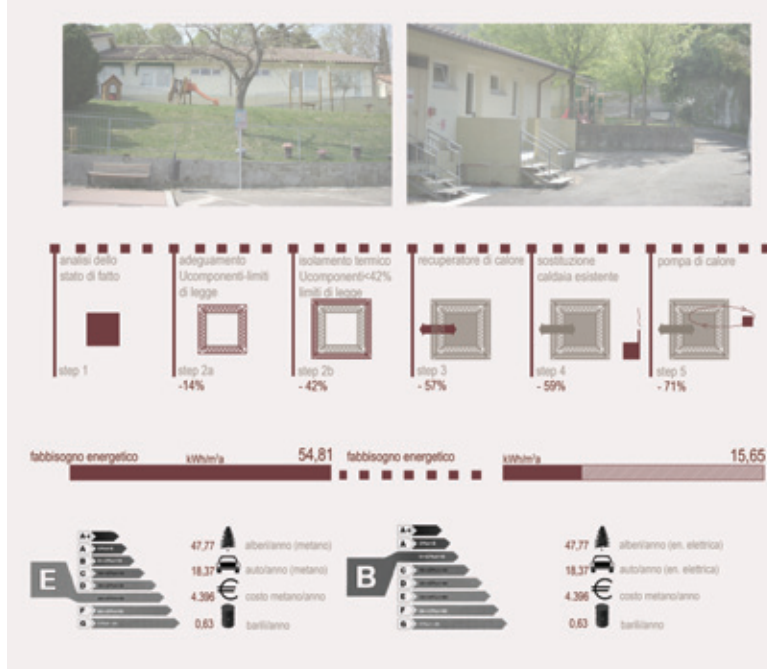 analisi dello
stato di fatto
adeguamento
Ucomponenti-limiti
di legge
isolamento termico
Ucomponenti<42%
limiti di legge
recuperatore di calore
sostituzione
caldaia esistente
pompa di calore
step 1
step 2a
-14%
step 2b
- 42%
step 3
- 57%
step 4
- 59%
step 5
- 71%
fabbisogno energetico kWh/m²a 54,81
fabbisogno energetico kWh/m²a 15,65
E
A+
A
B
C
D
F
G
47,77 alberi/anno (metano)
18,37 auto/anno (metano)
4.396 € costo metano/anno
0,63 barili/anno
B
A+
A
C
D
E
F
G
47,77 alberi/anno (en. elettrica)
18,37 auto/anno (en. elettrica)
4.396 € costo metano/anno
0,63 barili/anno